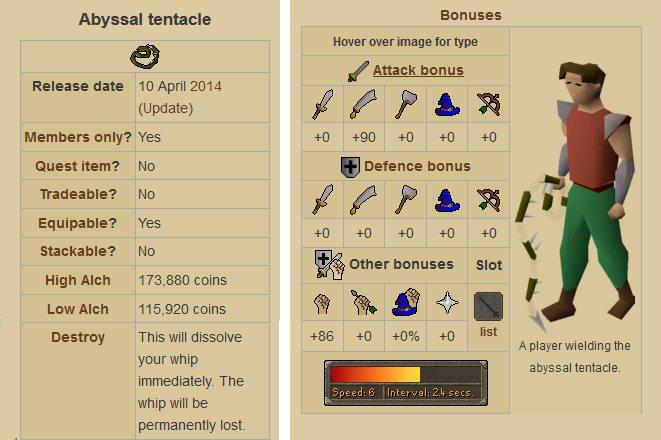 Abyssal tentacle
Release date 10 April 2014
(Update)
Members only? Yes
Quest item? No
Tradeable? No
Equipable? Yes
Stackable? No
High Alch 173,880 coins
Low Alch 115,920 coins
Destroy This will dissolve
your whip
immediately. The
whip will be
permanently lost.
Bonuses
Hover over image for type
Attack bonus
+0 +90 +0 +0 +0
Defence bonus
+0 +0 +0 +0 +0
Other bonuses Slot
list
+86 +0 +0% +0
Speed: 6 Interval: 2.4 secs.
A player wielding the
abyssal tentacle.